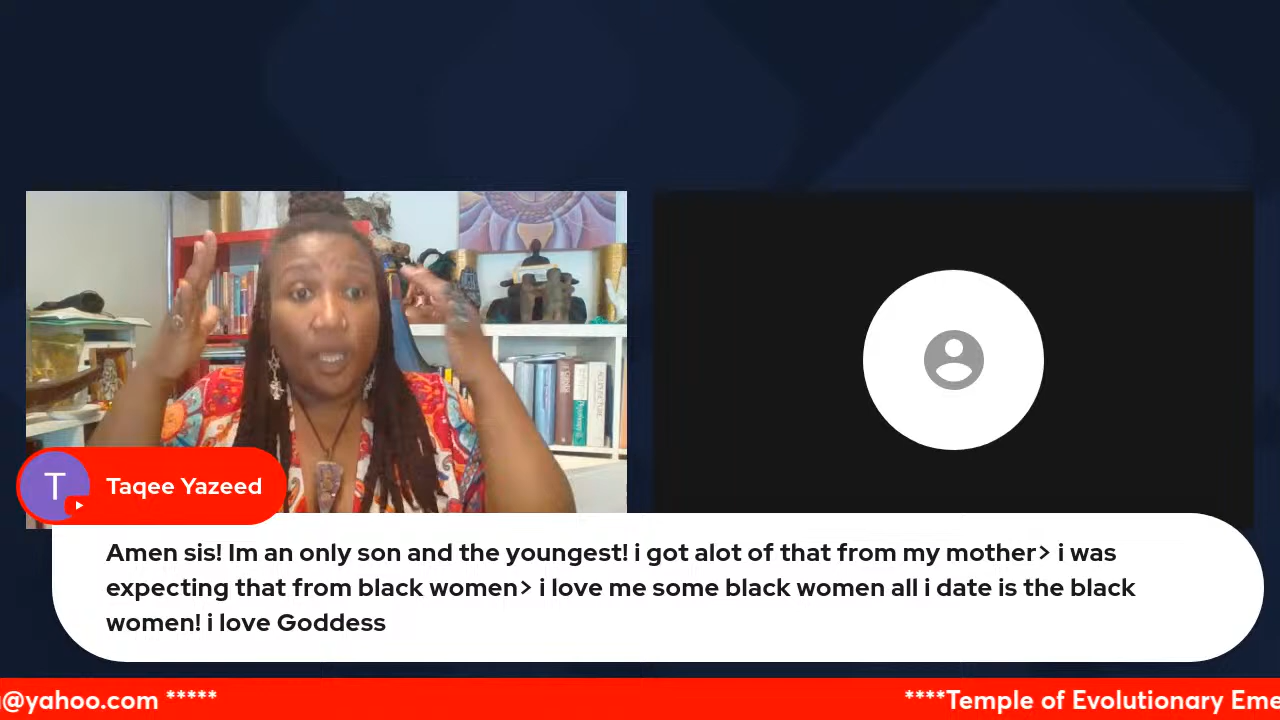 T
Taqee Yazeed
Amen sis! Im an only son and the youngest! i got alot of that from my mother> i was
expecting that from black women> i love me some black women all i date is the black
women! i love Goddess
@yahoo.com *****
****Temple of Evolutionary Eme